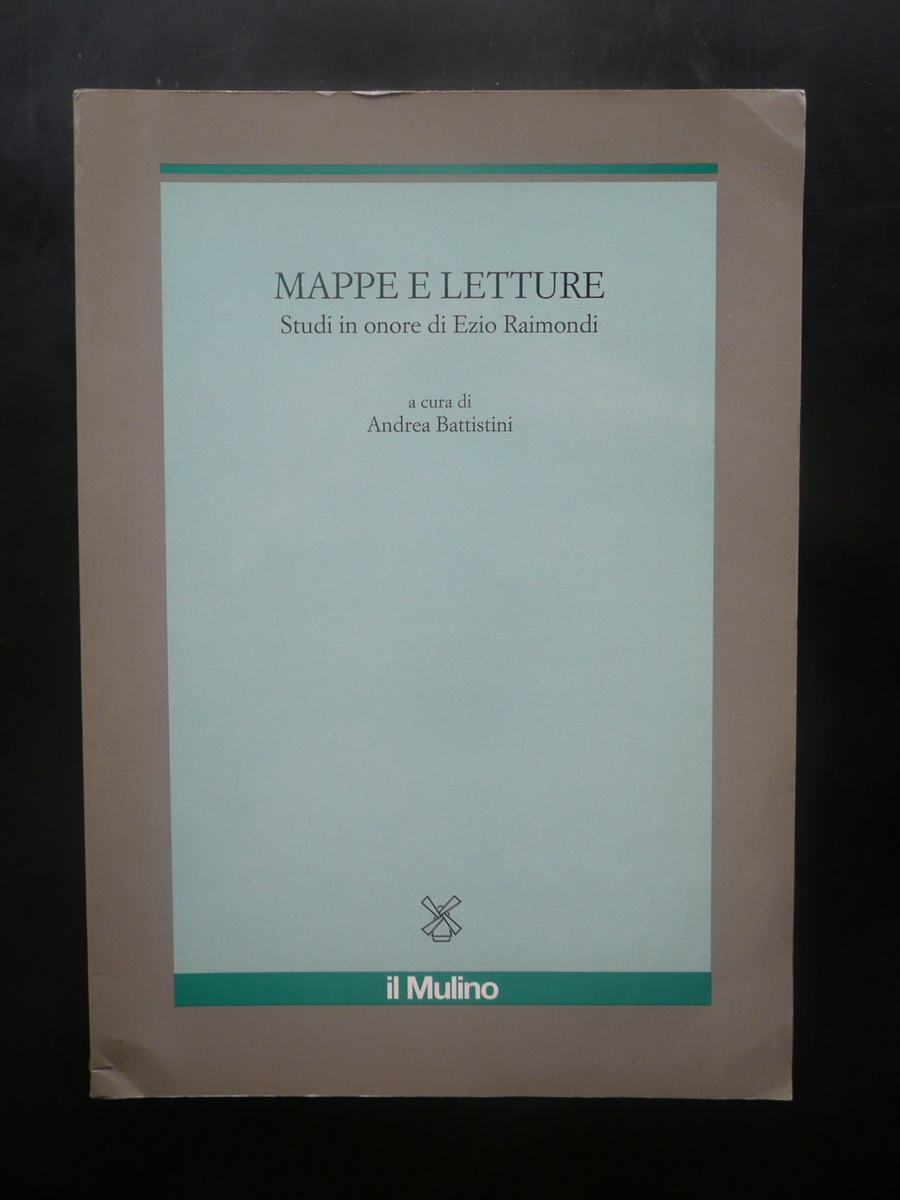 MAPPE E LETTURE
Studi in onore di Ezio Raimondi
a cura di
Andrea Battistini
il Mulino